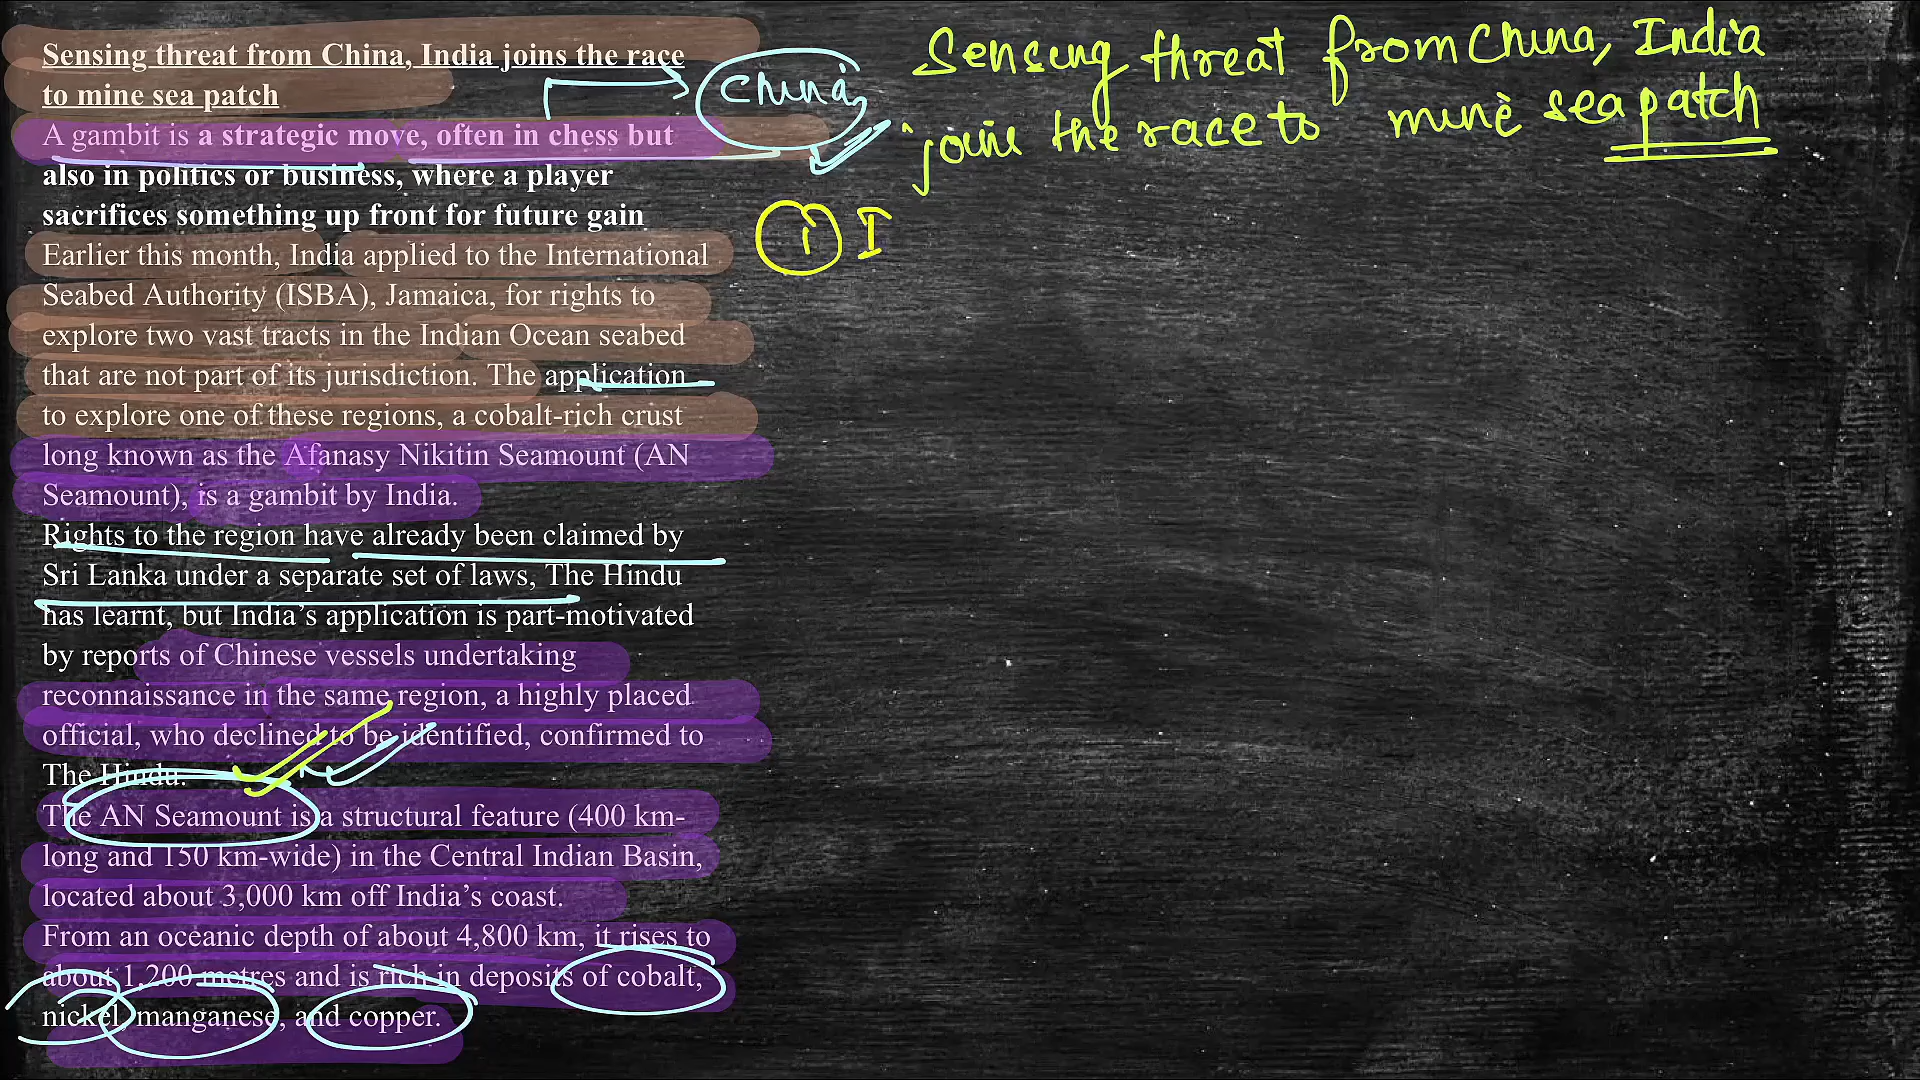 Sensing threat from China, India joins the race
to mine sea patch
A gambit is a strategic move, often in chess but
also in politics or business, where a player
sacrifices something up front for future gain
Earlier this month, India applied to the International
Seabed Authority (ISBA), Jamaica, for rights to
explore two vast tracts in the Indian Ocean seabed
that are not part of its jurisdiction. The application
to explore one of these regions, a cobalt-rich crust
long known as the Afanasy Nikitin Seamount (AN
Seamount), is a gambit by India.
Rights to the region have already been claimed by
Sri Lanka under a separate set of laws, The Hindu
has learnt, but India’s application is part-motivated
by reports of Chinese vessels undertaking
reconnaissance in the same region, a highly placed
official, who declined to be identified, confirmed to
The Hindu.
The AN Seamount is a structural feature (400 km-
long and 150 km-wide) in the Central Indian Basin,
located about 3,000 km off India’s coast.
From an oceanic depth of about 4,800 km, it rises to
about 1,200 metres and is rich in deposits of cobalt,
nickel, manganese, and copper.
China,
Sensing threat from China, India
joins the race to mine sea patch
i I